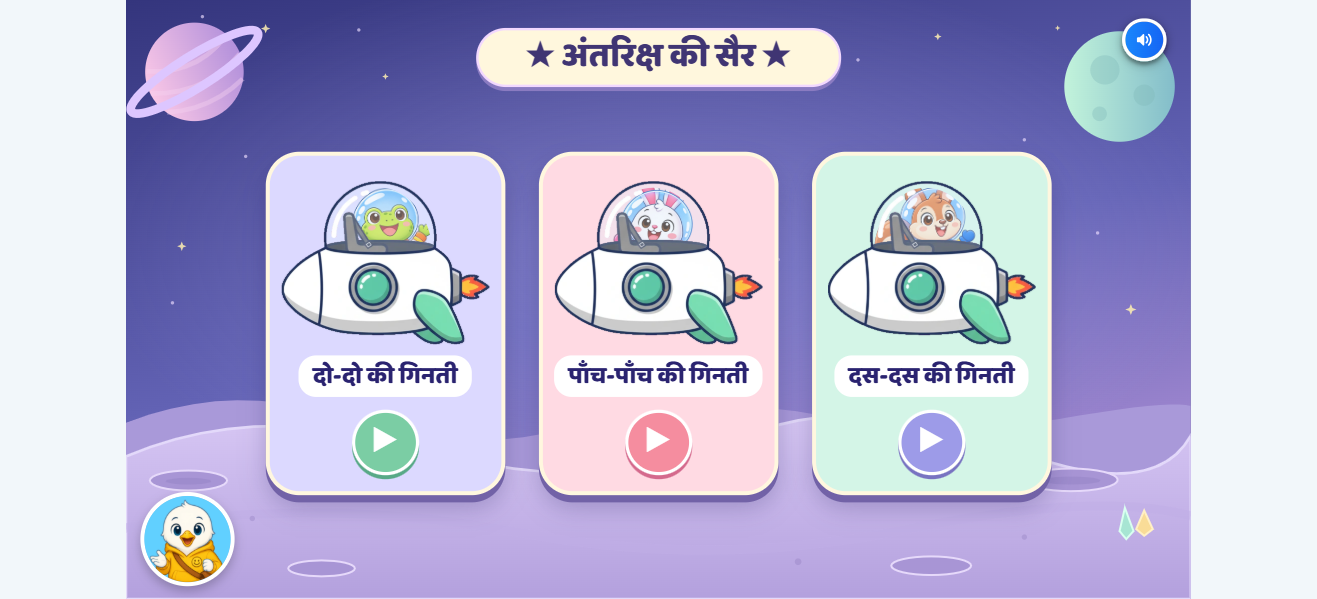 ★ अंतरिक्ष की सैर ★
दो-दो की गिनती
पाँच-पाँच की गिनती
दस-दस की गिनती